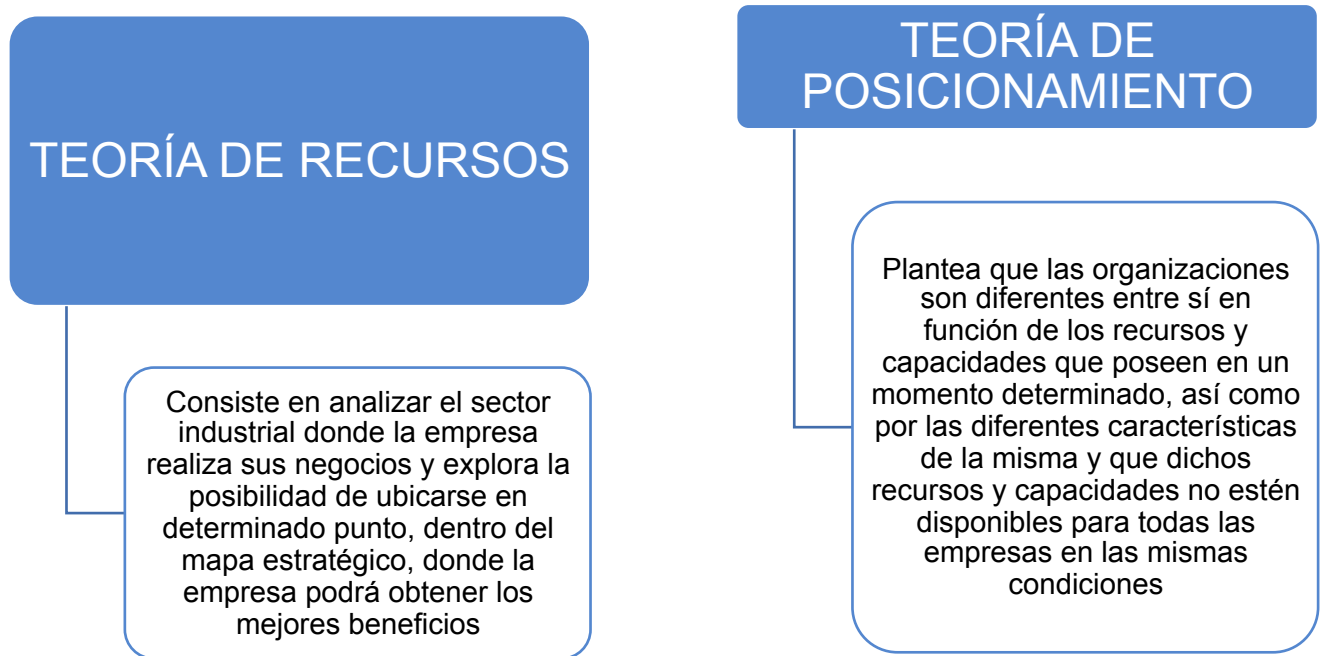 TEORÍA DE RECURSOS
Consiste en analizar el sector
industrial donde la empresa
realiza sus negocios y explora la
posibilidad de ubicarse en
determinado punto, dentro del
mapa estratégico, donde la
empresa podrá obtener los
mejores beneficios
TEORÍA DE
POSICIONAMIENTO
Plantea que las organizaciones
son diferentes entre sí en
función de los recursos y
capacidades que poseen en un
momento determinado, así como
por las diferentes características
de la misma y que dichos
recursos y capacidades no estén
disponibles para todas las
empresas en las mismas
condiciones